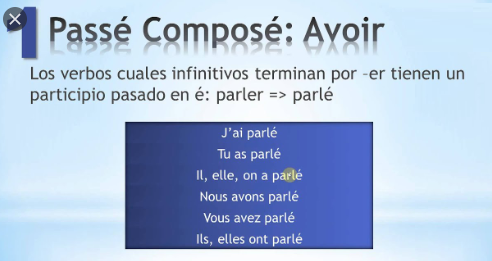 1 Passé Composé: Avoir
Los verbos cuales infinitivos terminan por –er tienen un
participio pasado en é: parler => parlé
J'ai parlé
Tu as parlé
Il, elle, on a parlé
Nous avons parlé
Vous avez parlé
Ils, elles ont parlé